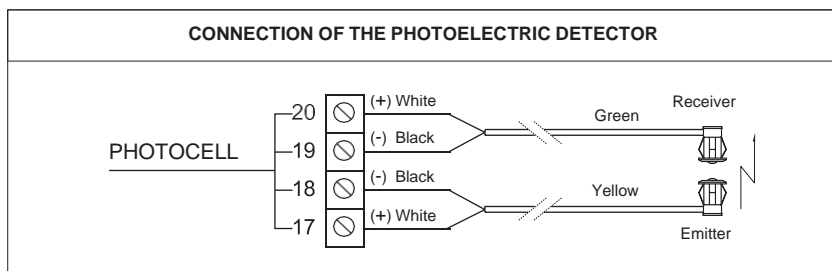 CONNECTION OF THE PHOTOELECTRIC DETECTOR
20 (+) White Green Receiver
PHOTOCELL 19 (-) Black
18 (-) Black Yellow
17 (+) White Emitter